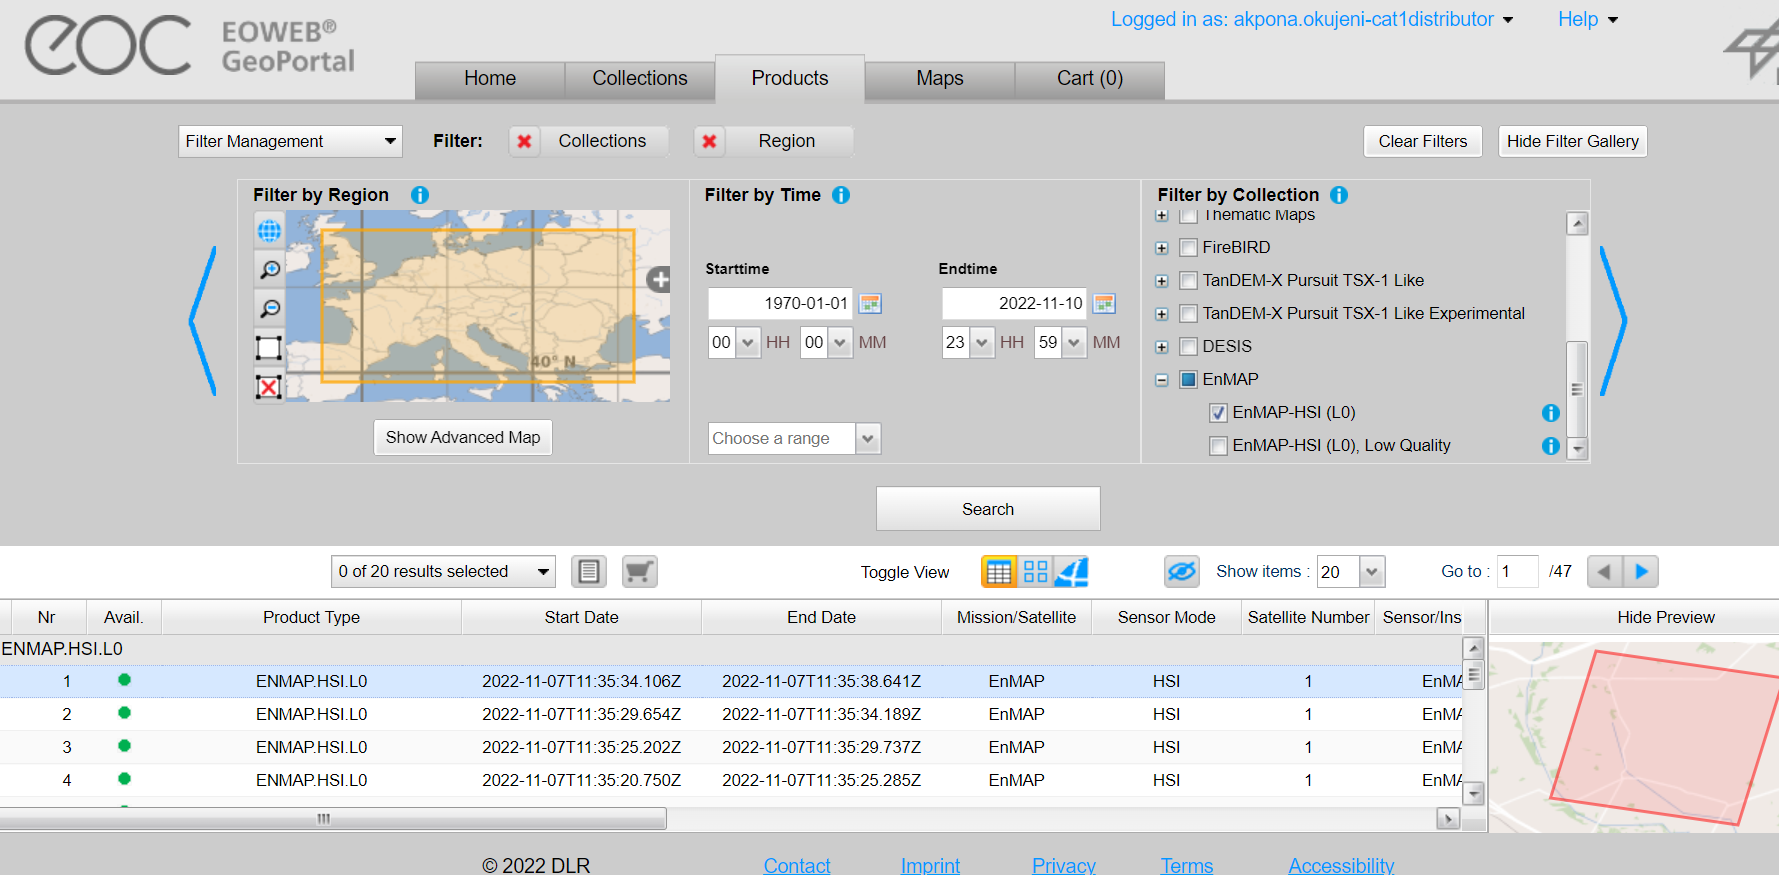 Logged in as: akpona.okujeni-cat1distributor Help
eoc EOWEB® GeoPortal
Home Collections Products Maps Cart (0)
Filter Management Filter: Collections Region Clear Filters Hide Filter Gallery
Filter by Region
40° N
Show Advanced Map
Filter by Time
Starttime Endtime
1970-01-01 2022-11-10
00 HH 00 MM 23 HH 59 MM
Choose a range
Filter by Collection
Thematic Maps
FireBIRD
TanDEM-X Pursuit TSX-1 Like
TanDEM-X Pursuit TSX-1 Like Experimental
DESIS
EnMAP
EnMAP-HSI (L0)
EnMAP-HSI (L0), Low Quality
Search
0 of 20 results selected Toggle View Show items : 20 Go to : 1 /47
Nr Avail. Product Type Start Date End Date Mission/Satellite Sensor Mode Satellite Number Sensor/Ins Hide Preview
ENMAP.HSI.L0
1 ENMAP.HSI.L0 2022-11-07T11:35:34.106Z 2022-11-07T11:35:38.641Z EnMAP HSI 1 EnMA
2 ENMAP.HSI.L0 2022-11-07T11:35:29.654Z 2022-11-07T11:35:34.189Z EnMAP HSI 1 EnMA
3 ENMAP.HSI.L0 2022-11-07T11:35:25.202Z 2022-11-07T11:35:29.737Z EnMAP HSI 1 EnMA
4 ENMAP.HSI.L0 2022-11-07T11:35:20.750Z 2022-11-07T11:35:25.285Z EnMAP HSI 1 EnMA
© 2022 DLR Contact Imprint Privacy Terms Accessibility